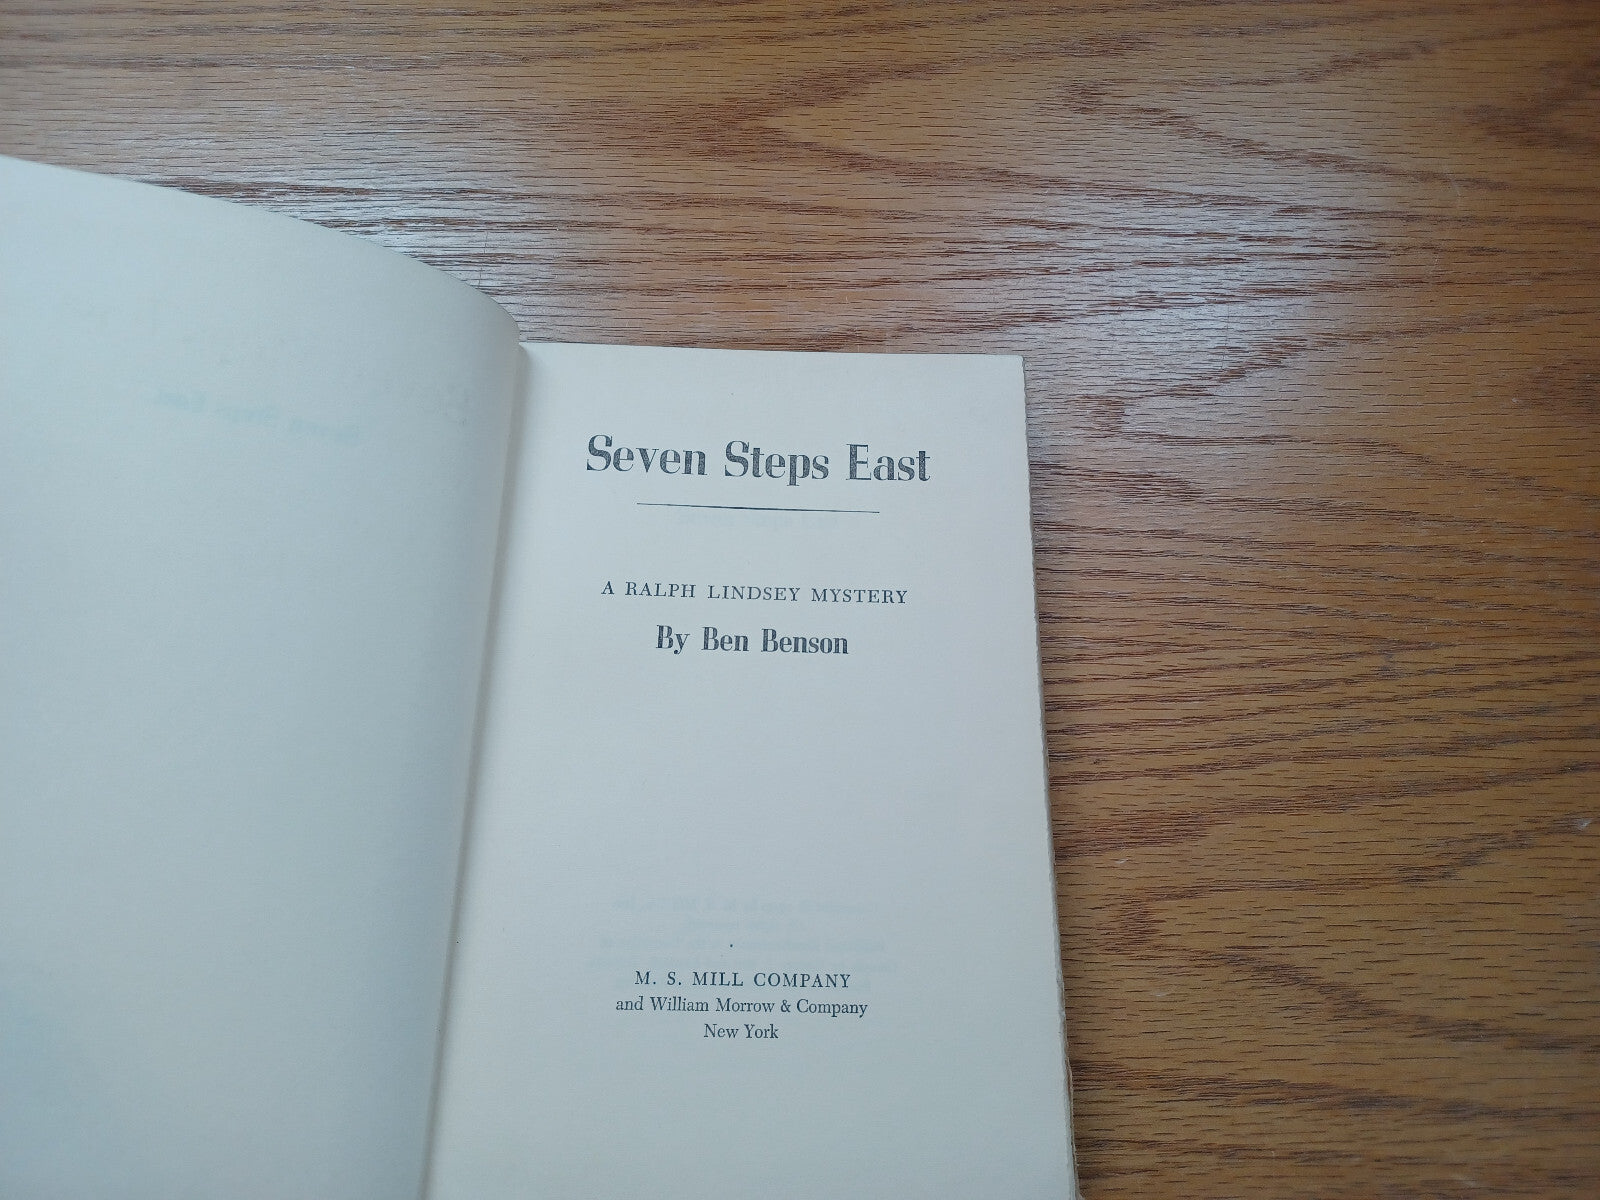 Seven Steps East
A RALPH LINDSEY MYSTERY
By Ben Benson
M. S. MILL COMPANY
and William Morrow & Company
New York